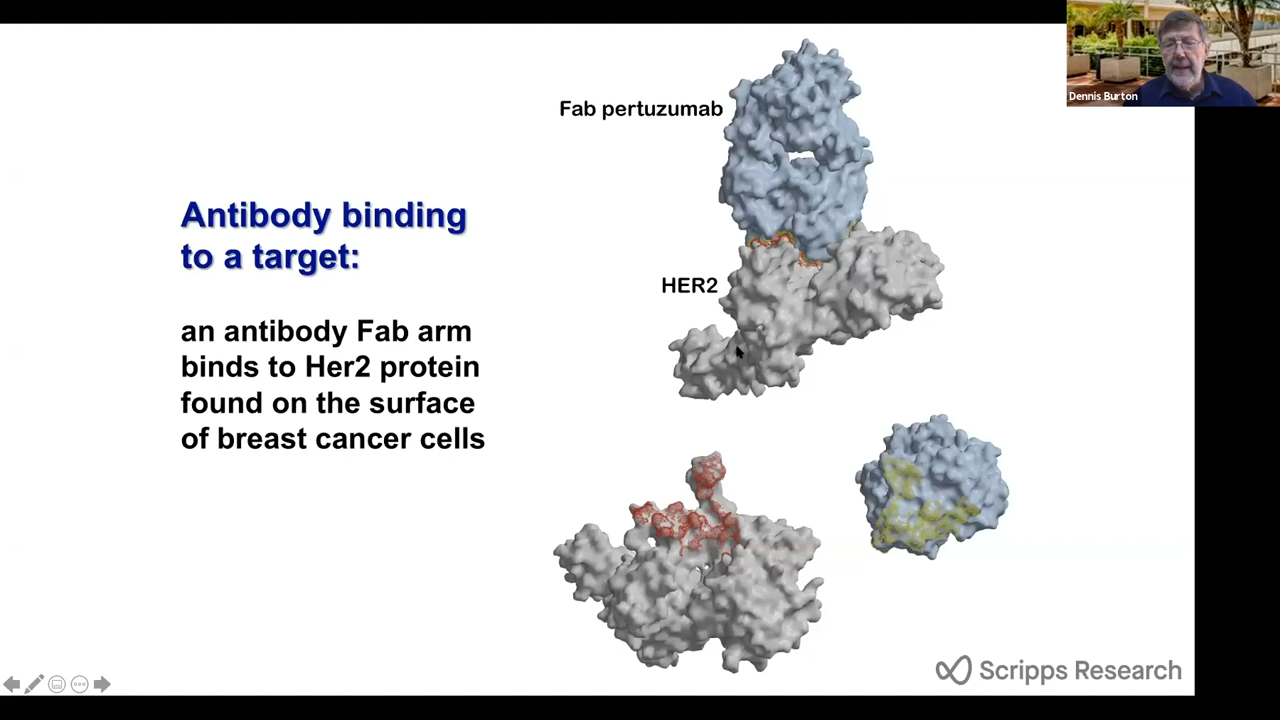 Dennis Burton
Fab pertuzumab
Antibody binding
to a target:
HER2
an antibody Fab arm
binds to Her2 protein
found on the surface
of breast cancer cells
Scripps Research